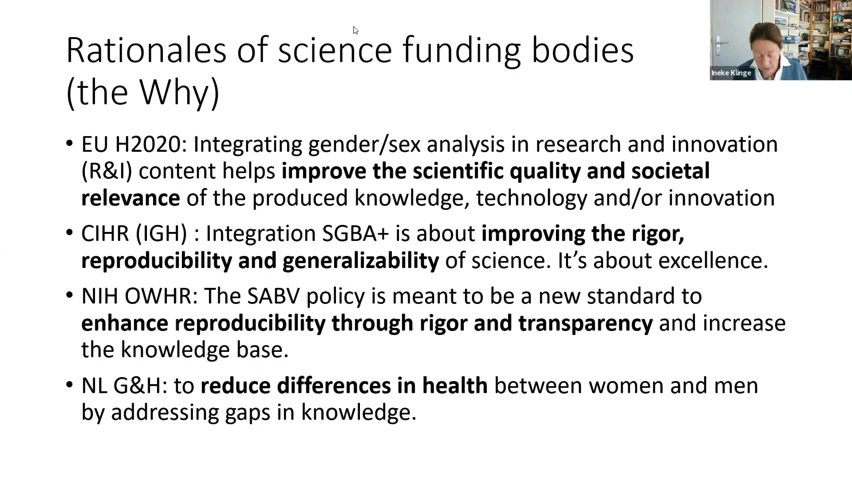 Rationales of science funding bodies
(the Why)
Ineke Klinge
• EU H2020: Integrating gender/sex analysis in research and innovation
(R&I) content helps improve the scientific quality and societal
relevance of the produced knowledge, technology and/or innovation
• CIHR (IGH) : Integration SGBA+ is about improving the rigor,
reproducibility and generalizability of science. It’s about excellence.
• NIH OWHR: The SABV policy is meant to be a new standard to
enhance reproducibility through rigor and transparency and increase
the knowledge base.
• NL G&H: to reduce differences in health between women and men
by addressing gaps in knowledge.